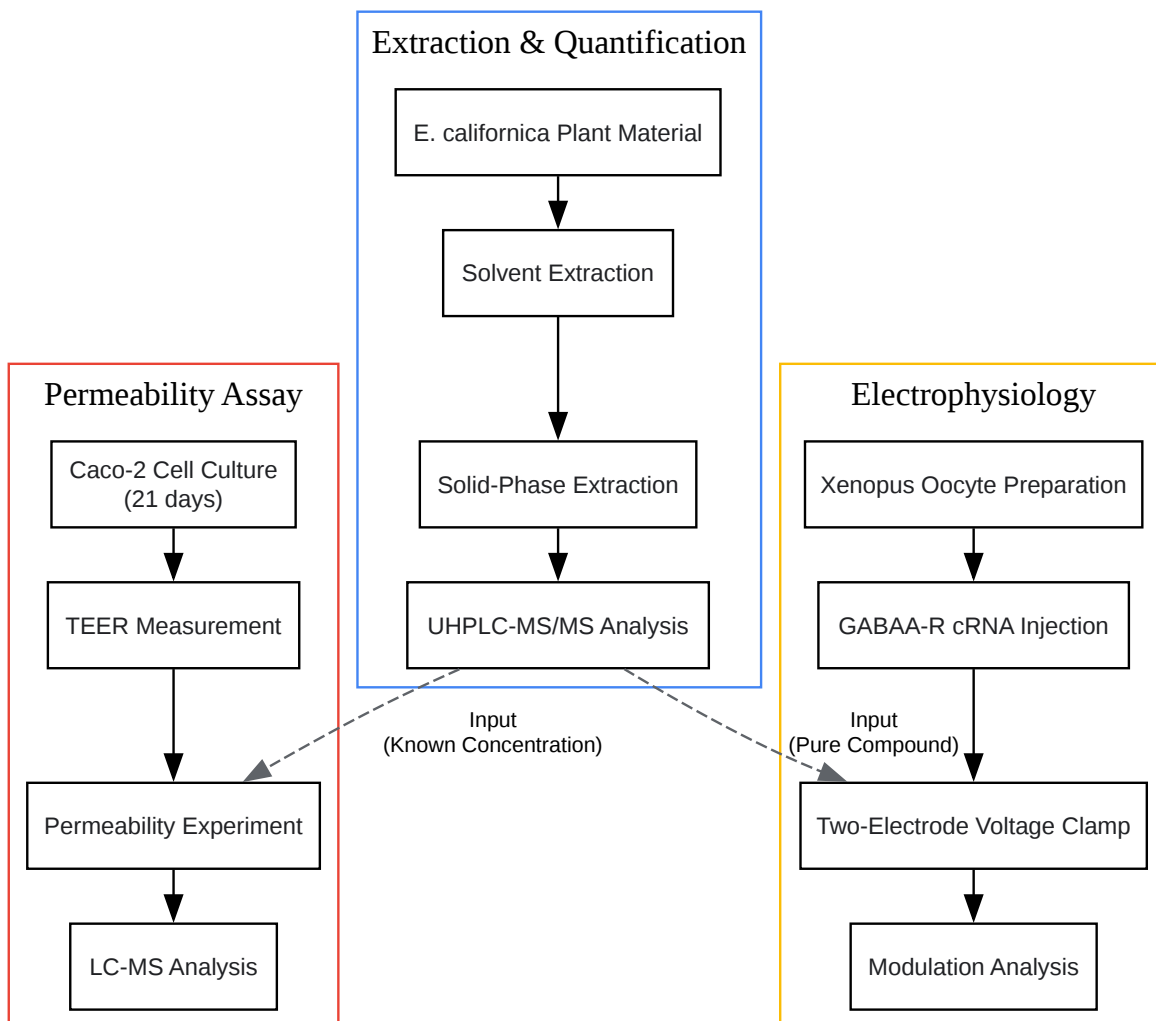 Extraction & Quantification
E. californica Plant Material
Solvent Extraction
Solid-Phase Extraction
UHPLC-MS/MS Analysis
Permeability Assay
Caco-2 Cell Culture
(21 days)
TEER Measurement
Input
(Known Concentration)
Permeability Experiment
LC-MS Analysis
Electrophysiology
Xenopus Oocyte Preparation
GABAA-R cRNA Injection
Input
(Pure Compound)
Two-Electrode Voltage Clamp
Modulation Analysis